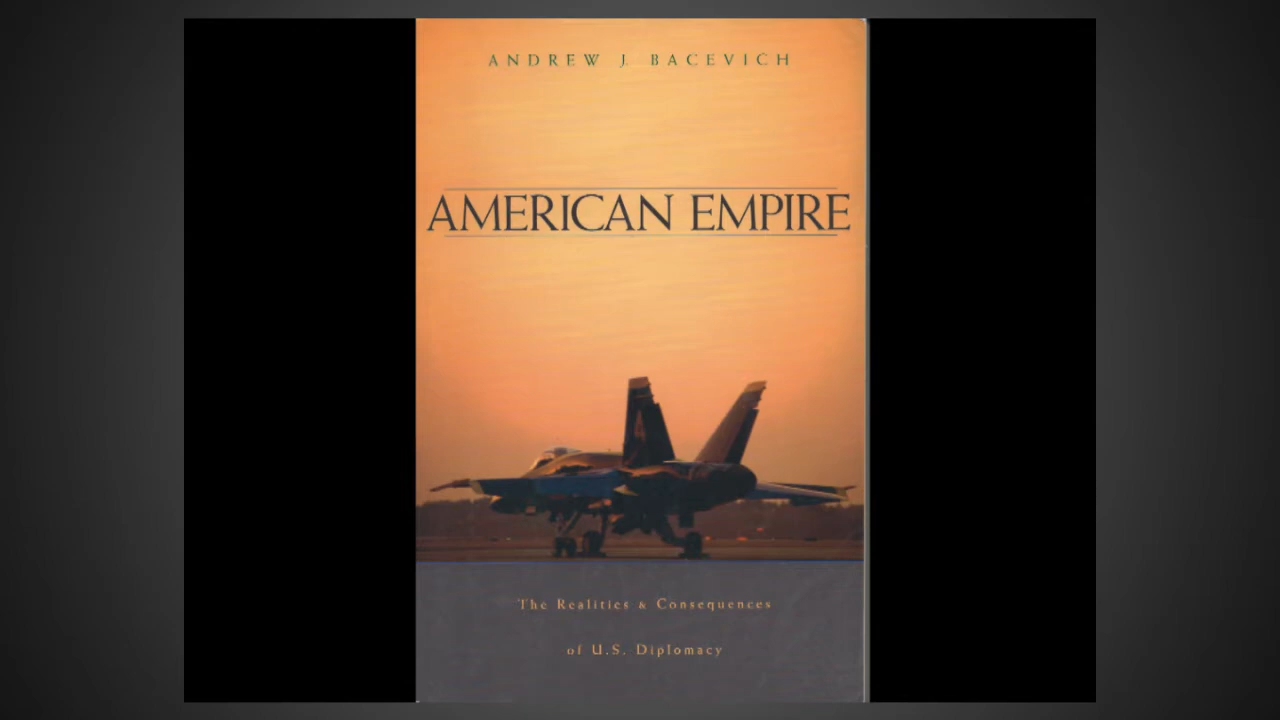 ANDREW J. BACEVICH
AMERICAN EMPIRE
The Realities & Consequences
of U.S. Diplomacy